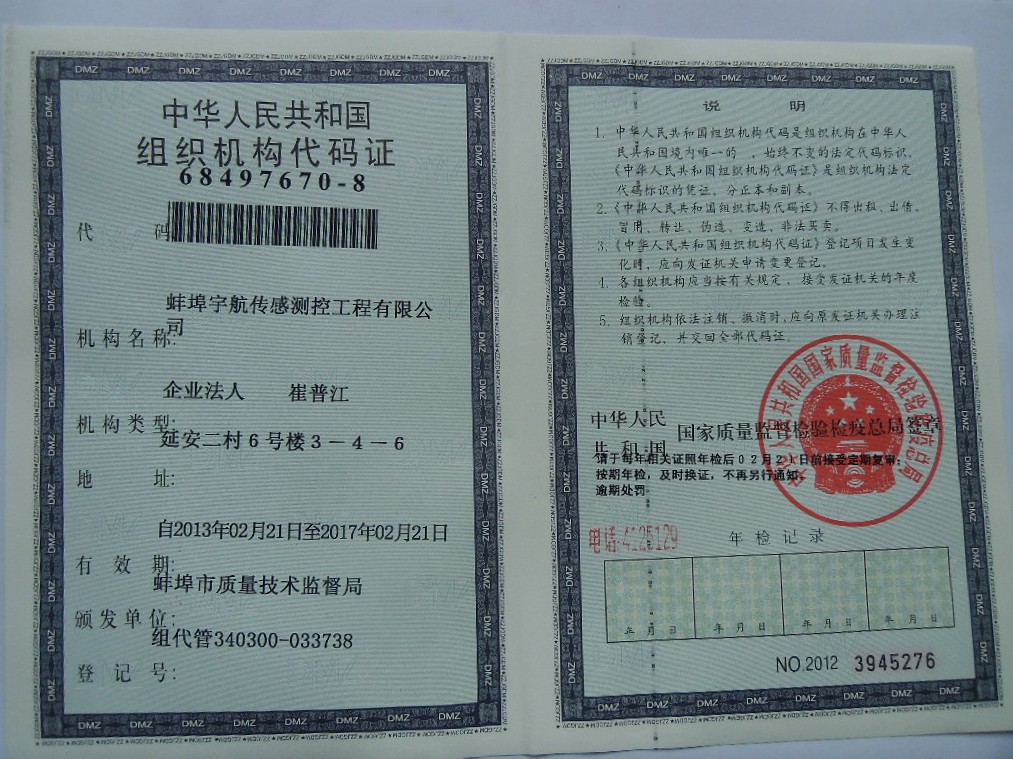 中华人民共和国
组织机构代码证
68497670-8
代 码
蚌埠宇航传感测控工程有限公
司
机构名称:
企业法人 崔普江
机构类型:
延安二村6号楼3-4-6
地 址:
自2013年02月21日至2017年02月21日
有 效 期:
蚌埠市质量技术监督局
颁发单位:
组代管340300-033738
登 记 号:
说 明
1. 中华人民共和国组织机构代码是组织机构在中华人
民共和国境内唯一的 、始终不变的法定代码标识,
《中华人民共和国组织机构代码证》是组织机构法定
代码标识的凭证, 分正本和副本。
2.《中华人民共和国组织机构代码证》不得出租、出借、
冒用、转让、伪造、变造、非法买卖。
3.《中华人民共和国组织机构代码证》登记项目发生变
化时, 应向发证机关申请变更登记。
4. 各组织机构应当按有关规定 , 接受发证机关的年度
检验。
5. 组织机构依法注销、撤消时, 应向原发证机关办理注
销登记, 并交回全部代码证。
中华人民
共 和 国
国家质量监督检验检疫总局签章
请于每年相关证照年检后02月2 日前接受定期复审;
按期年检, 及时换证, 不再另行通知,
逾期处罚
电话:4125129
年 检 记 录
年 月 日 年 月 日 年 月 日 年 月 日
NO.2012 3945276